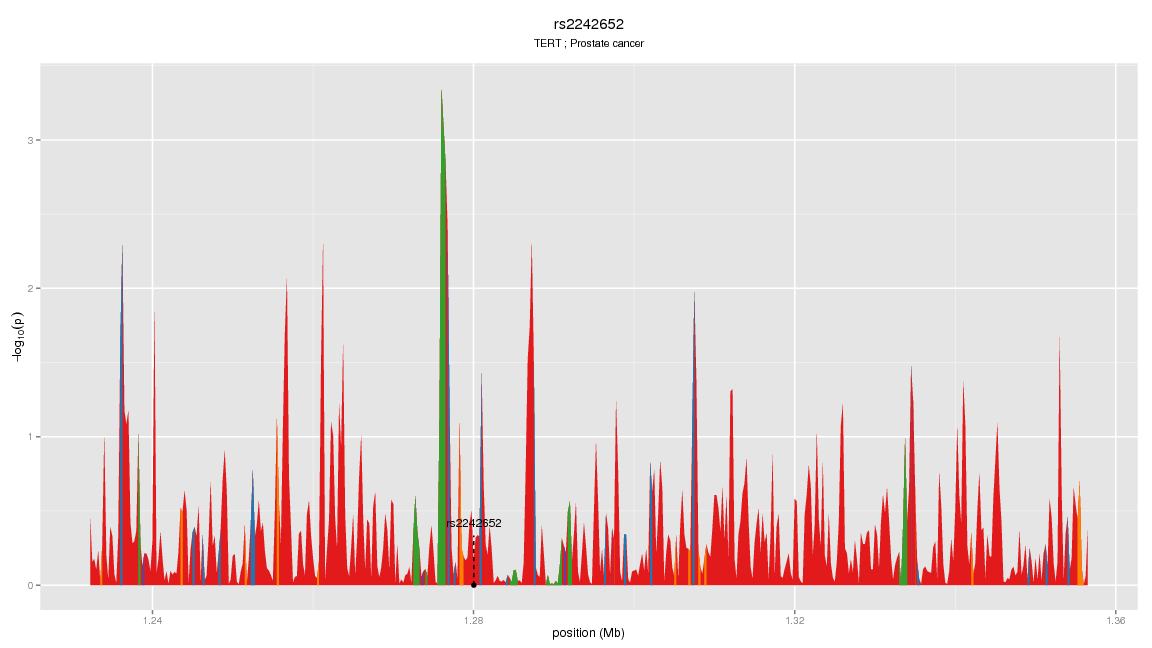 rs2242652
TERT ; Prostate cancer
3
2
1
0
−log10(p)
rs2242652
1.24
1.28
1.32
1.36
position (Mb)